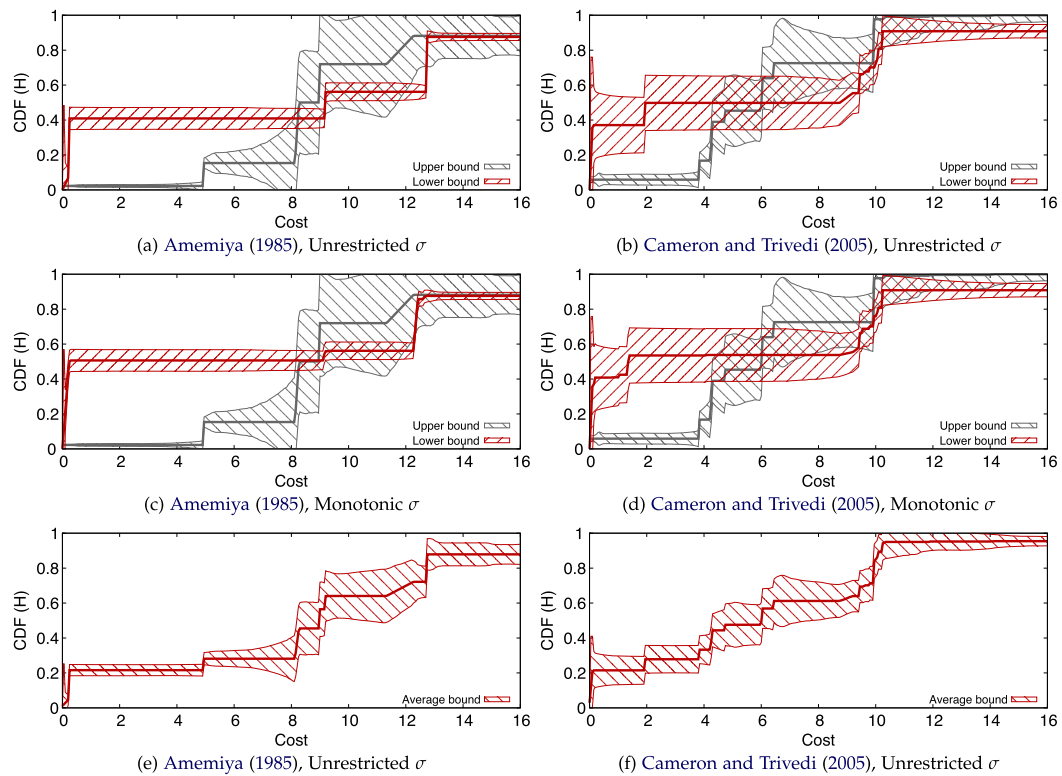 1
0.8
0.6
0.4
0.2
0
CDF (H)
Upper bound
Lower bound
0 2 4 6 8 10 12 14 16
Cost
(a) Amemiya (1985), Unrestricted σ
1
0.8
0.6
0.4
0.2
0
CDF (H)
Upper bound
Lower bound
0 2 4 6 8 10 12 14 16
Cost
(b) Cameron and Trivedi (2005), Unrestricted σ
1
0.8
0.6
0.4
0.2
0
CDF (H)
Upper bound
Lower bound
0 2 4 6 8 10 12 14 16
Cost
(c) Amemiya (1985), Monotonic σ
1
0.8
0.6
0.4
0.2
0
CDF (H)
Upper bound
Lower bound
0 2 4 6 8 10 12 14 16
Cost
(d) Cameron and Trivedi (2005), Monotonic σ
1
0.8
0.6
0.4
0.2
0
CDF (H)
Average bound
0 2 4 6 8 10 12 14 16
Cost
(e) Amemiya (1985), Unrestricted σ
1
0.8
0.6
0.4
0.2
0
CDF (H)
Average bound
0 2 4 6 8 10 12 14 16
Cost
(f) Cameron and Trivedi (2005), Unrestricted σ